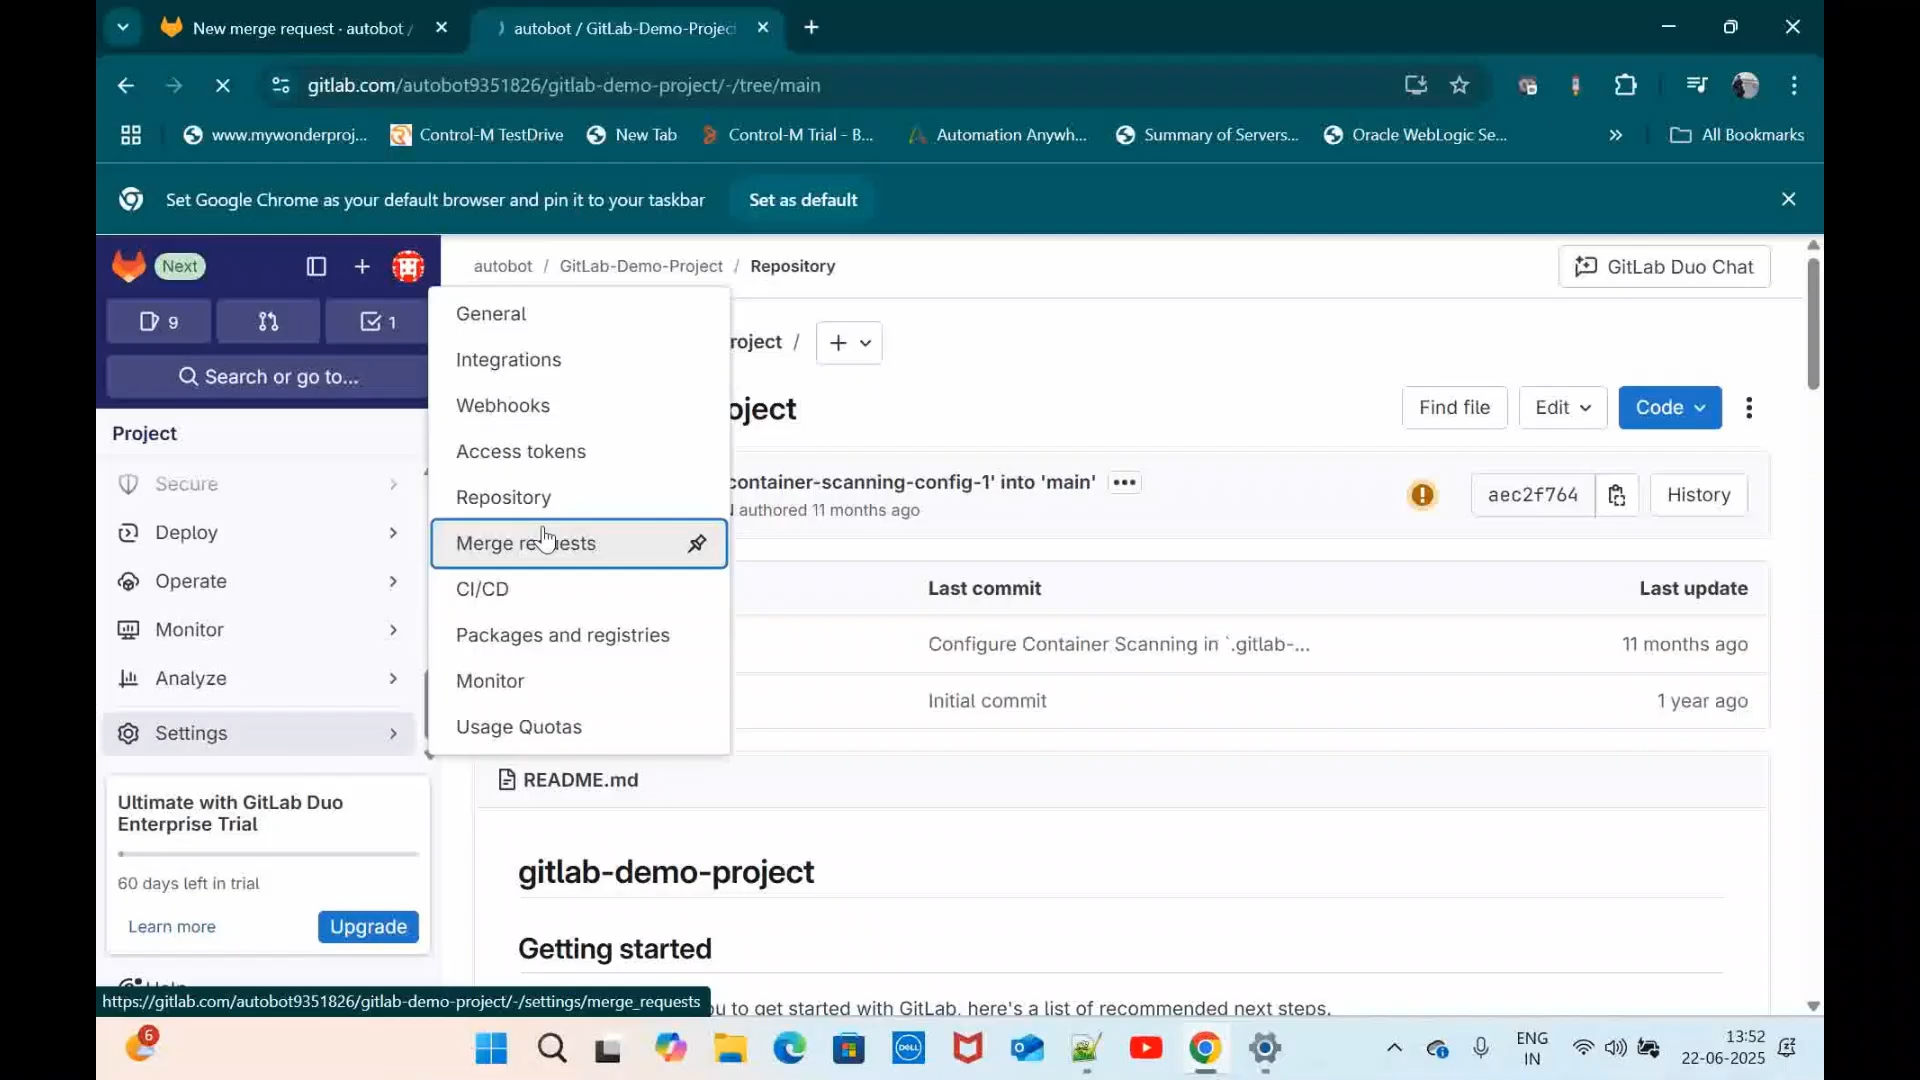 New merge request · autobot /
autobot / GitLab-Demo-Projec
gitlab.com/autobot9351826/gitlab-demo-project/-/tree/main
www.mywonderproj...
Control-M TestDrive
New Tab
Control-M Trial - B...
Automation Anywh...
Summary of Servers...
Oracle WebLogic Se...
»
All Bookmarks
Set Google Chrome as your default browser and pin it to your taskbar
Set as default
Next
autobot / GitLab-Demo-Project / Repository
GitLab Duo Chat
9
1
Search or go to...
Project
Secure
Deploy
Operate
Monitor
Analyze
Settings
General
Integrations
Webhooks
Access tokens
Repository
Merge requests
CI/CD
Packages and registries
Monitor
Usage Quotas
roject /
oject
Find file
Edit
Code
container-scanning-config-1' into 'main'
authored 11 months ago
aec2f764
History
Last commit
Last update
Configure Container Scanning in `.gitlab-...
11 months ago
Initial commit
1 year ago
README.md
gitlab-demo-project
Getting started
ou to get started with GitLab, here's a list of recommended next steps.
Ultimate with GitLab Duo
Enterprise Trial
60 days left in trial
Learn more
Upgrade
https://gitlab.com/autobot9351826/gitlab-demo-project/-/settings/merge_requests
6
DELL
ENG
IN
13:52
22-06-2025